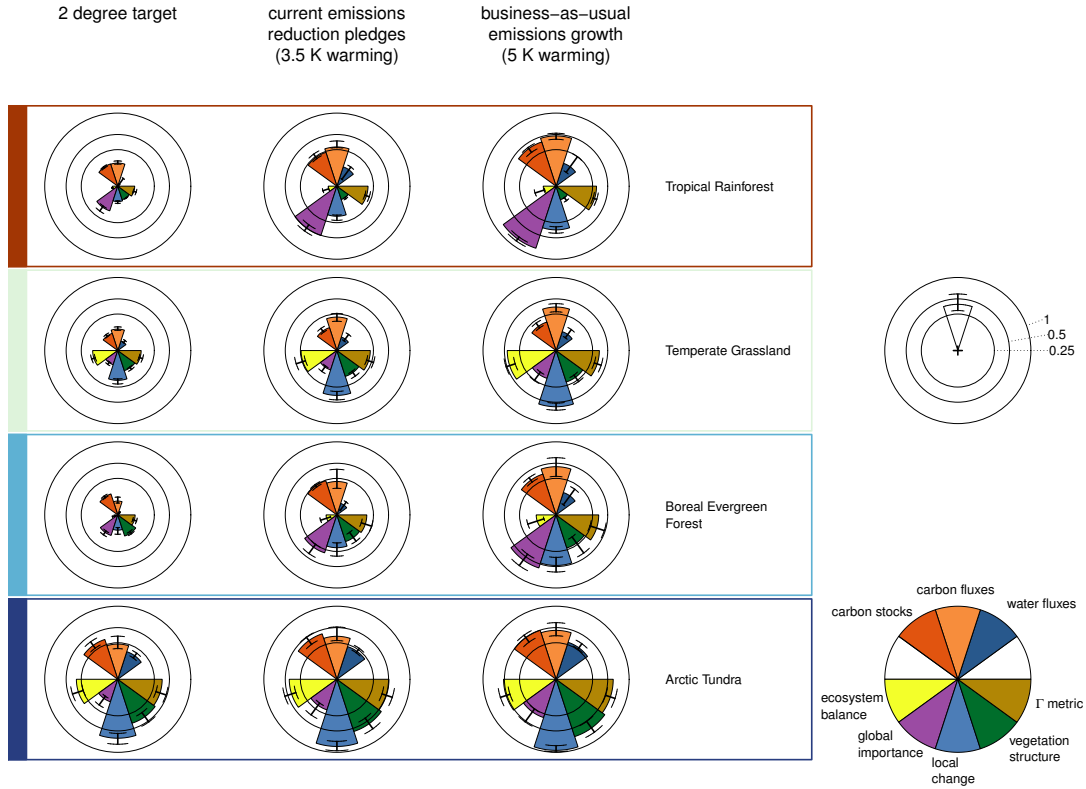 2 degree target
current emissions
reduction pledges
(3.5 K warming)
business−as−usual
emissions growth
(5 K warming)
Tropical Rainforest
Temperate Grassland
1
0.5
0.25
Boreal Evergreen
Forest
Arctic Tundra
carbon fluxes
carbon stocks
water fluxes
ecosystem
balance
Γ metric
global
importance
local
change
vegetation
structure